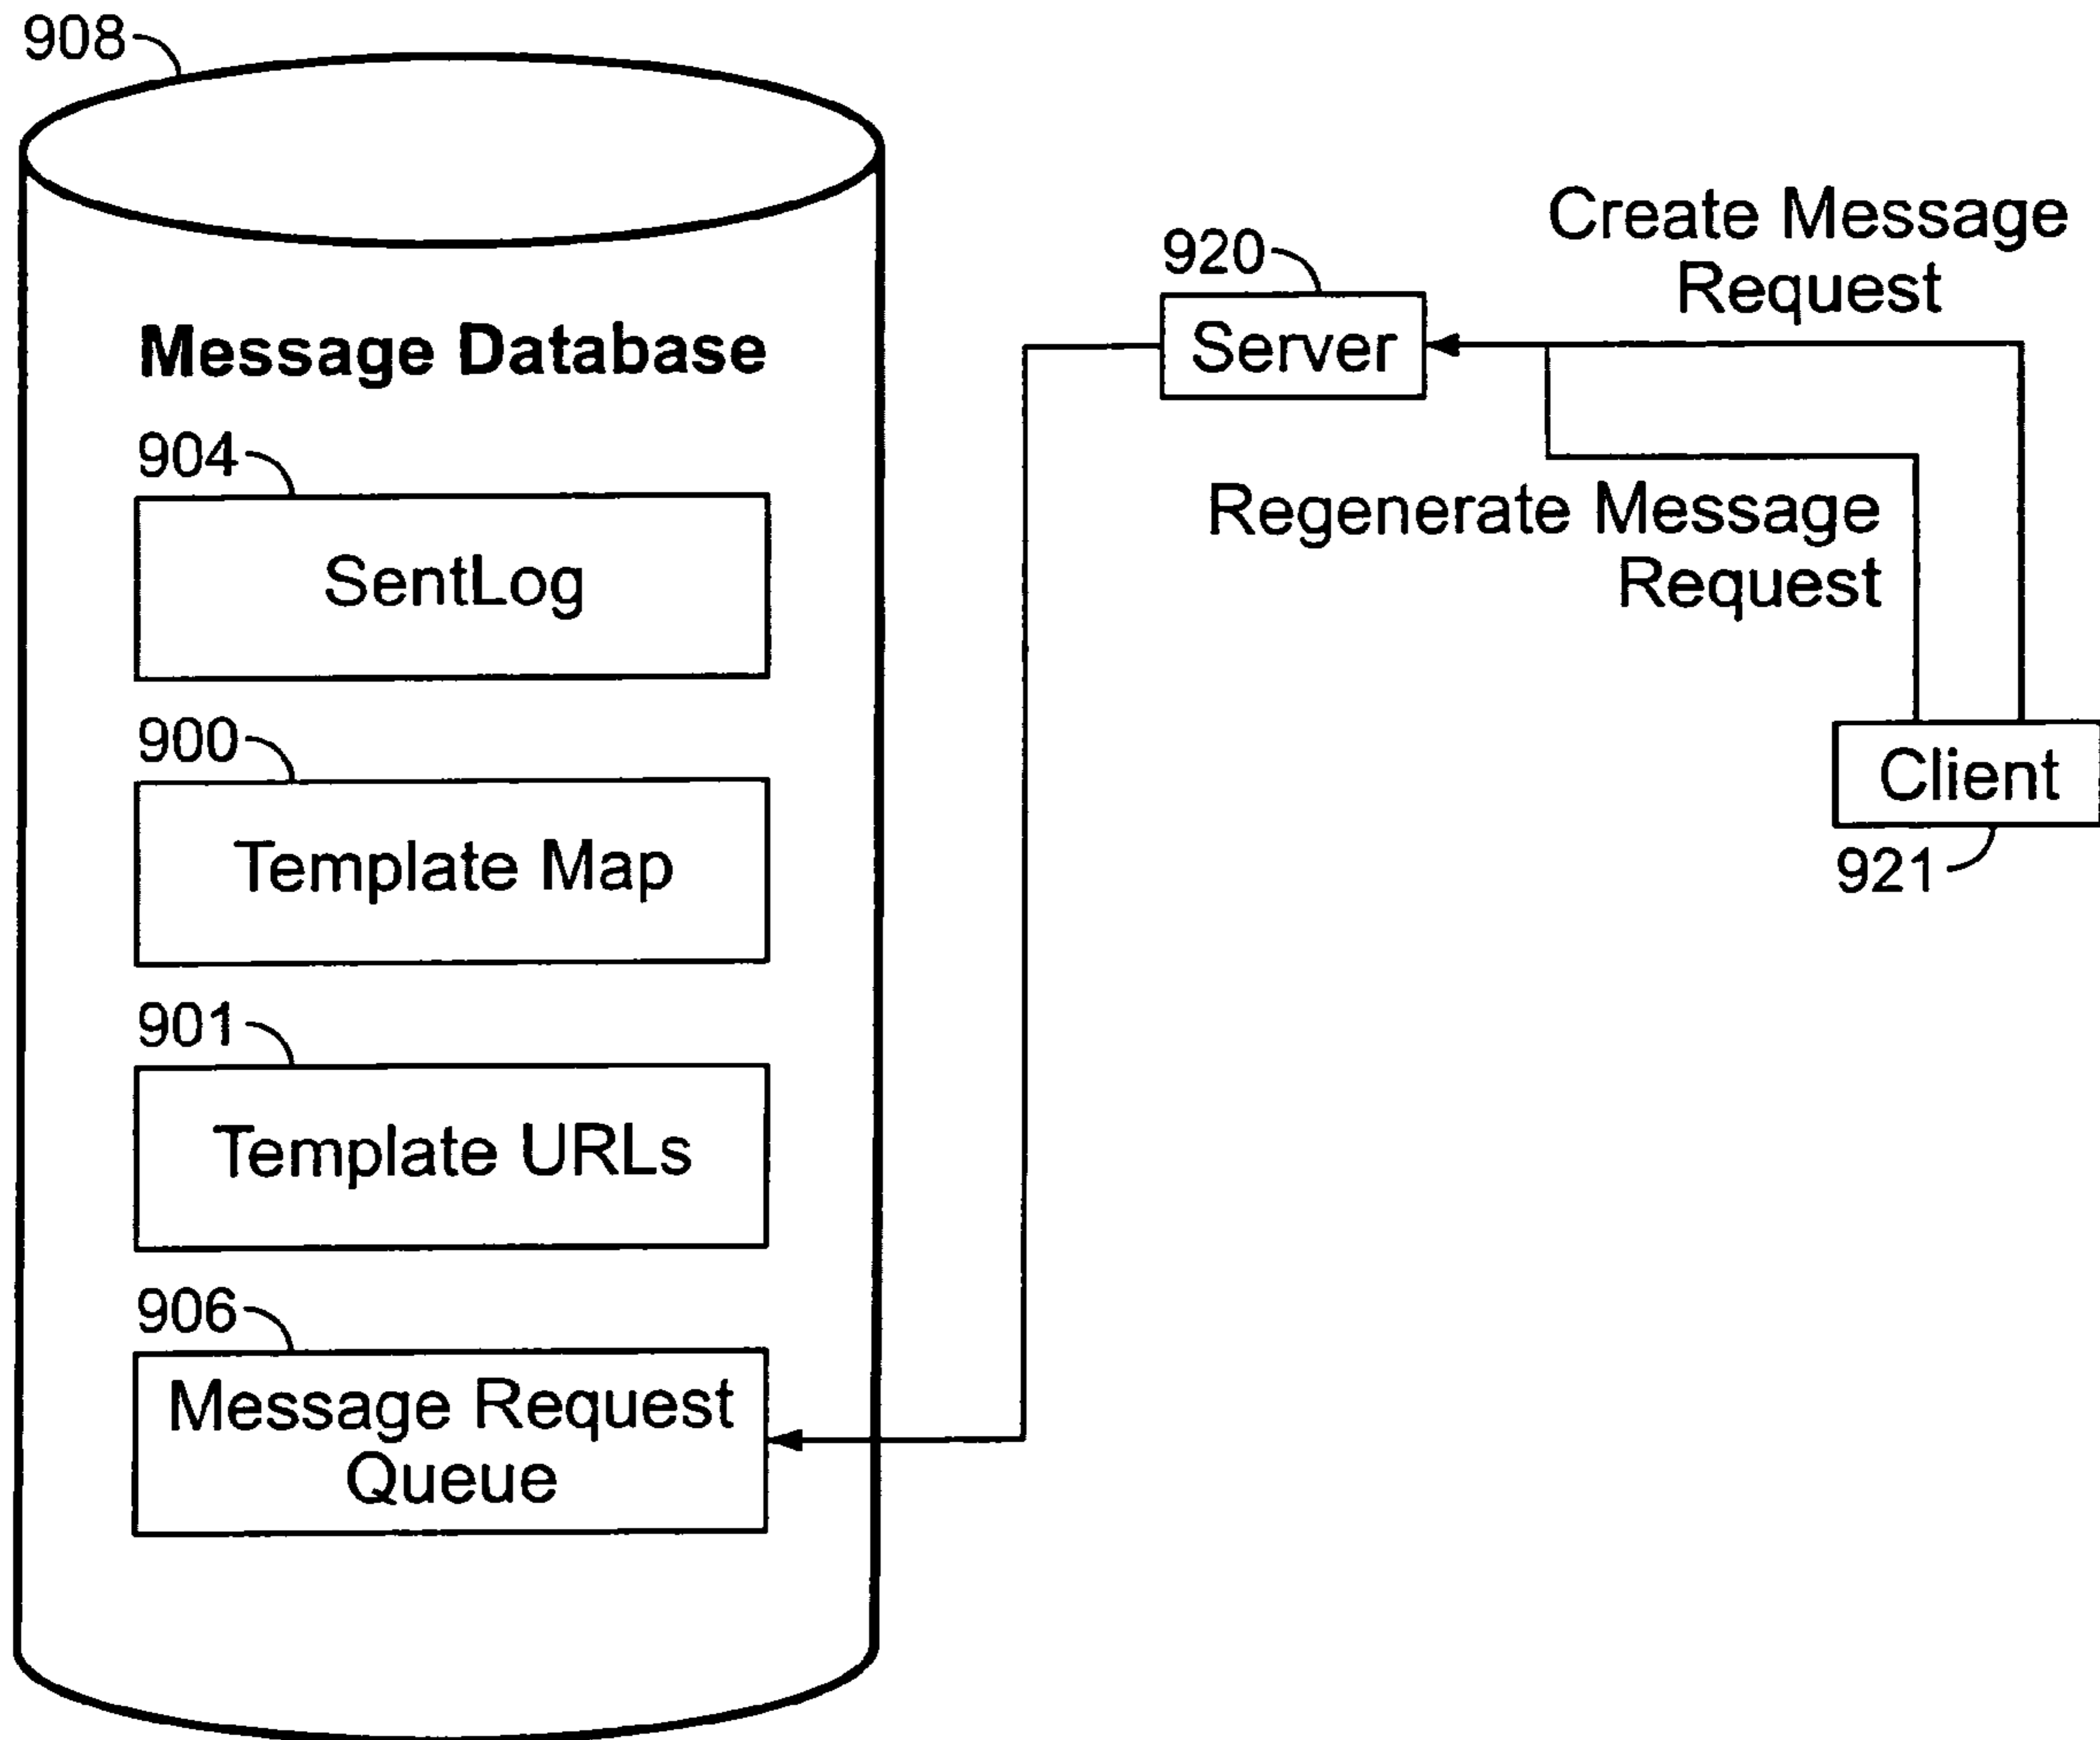 908
Message Database
904
SentLog
900
Template Map
901
Template URLs
906
Message Request
Queue
920
Server
Create Message
Request
Regenerate Message
Request
Client
921